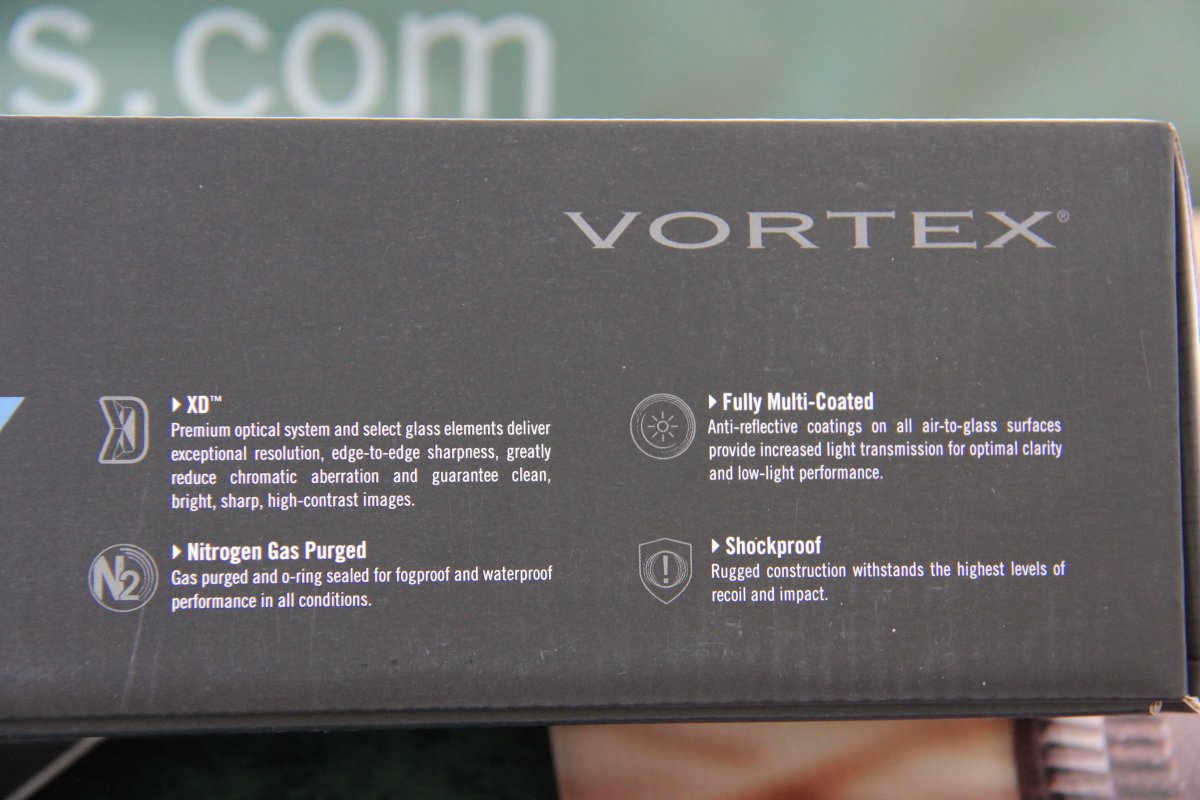 s.com
VORTEX®
▶ XD™
Premium optical system and select glass elements deliver
exceptional resolution, edge-to-edge sharpness, greatly
reduce chromatic aberration and guarantee clean,
bright, sharp, high-contrast images.
▶ Fully Multi-Coated
Anti-reflective coatings on all air-to-glass surfaces
provide increased light transmission for optimal clarity
and low-light performance.
N2
▶ Nitrogen Gas Purged
Gas purged and o-ring sealed for fogproof and waterproof
performance in all conditions.
!
▶ Shockproof
Rugged construction withstands the highest levels of
recoil and impact.